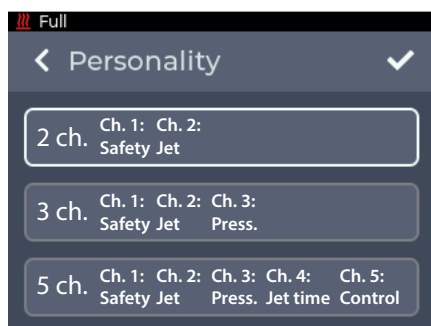 Full
Personality
2 ch. Ch. 1: Ch. 2:
Safety Jet
3 ch. Ch. 1: Ch. 2: Ch. 3:
Safety Jet Press.
5 ch. Ch. 1: Ch. 2: Ch. 3: Ch. 4: Ch. 5:
Safety Jet Press. Jet time Control